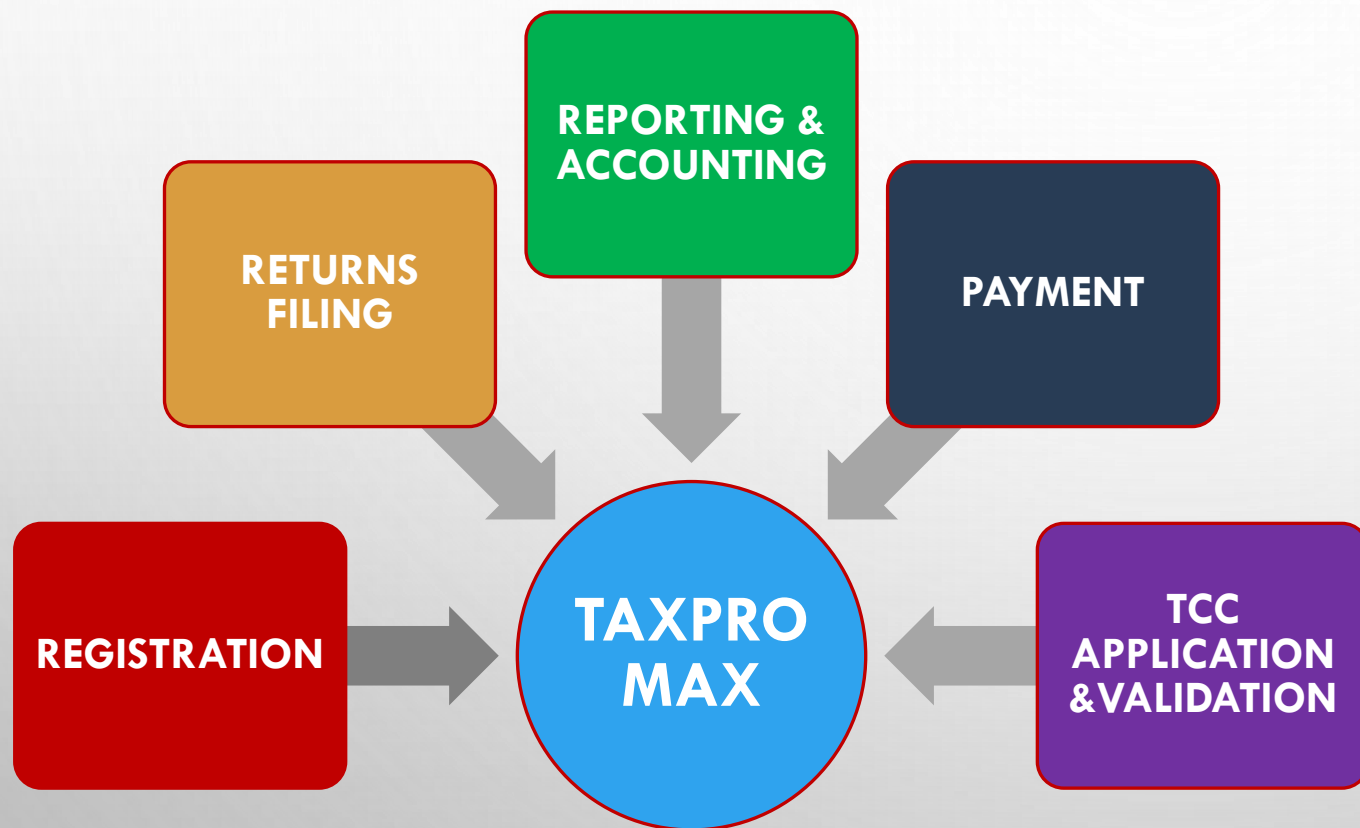 REPORTING &
ACCOUNTING
RETURNS
FILING
PAYMENT
REGISTRATION
TAXPRO
MAX
TCC
APPLICATION
&VALIDATION